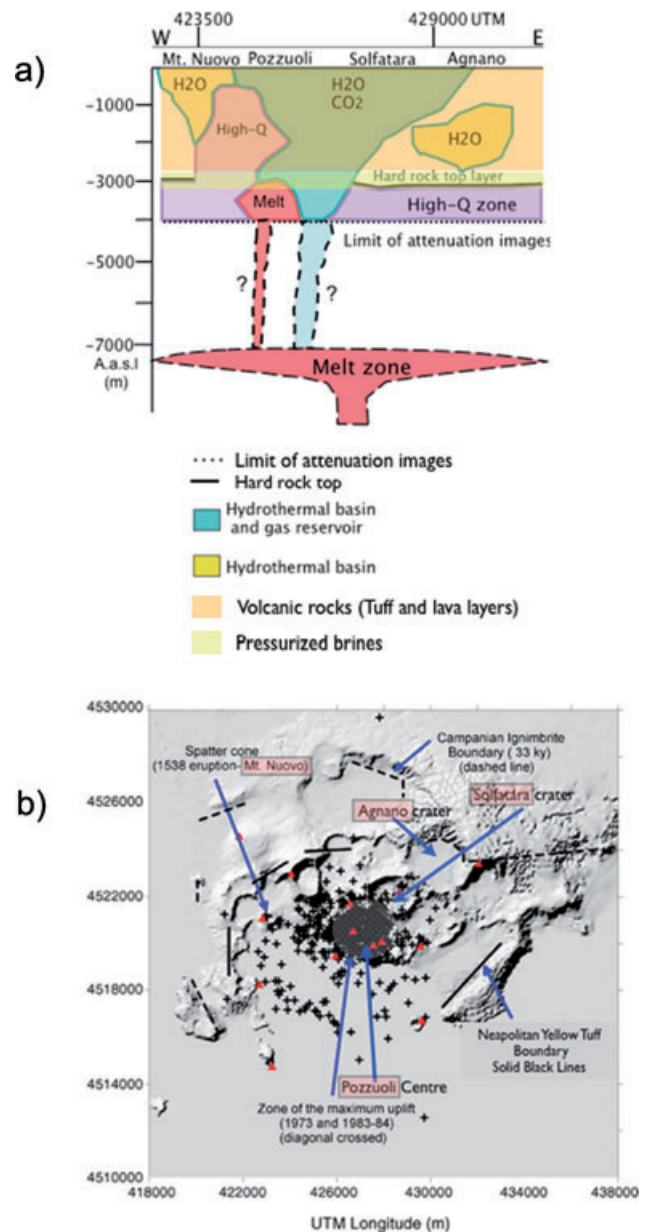 a)
423500
429000 UTM
W
E
Mt. Nuovo
Pozzuoli
Solfatara
Agnano
H2O
H2O
CO2
-1000
High-Q
H2O
-3000
Hard rock top layer
Melt
High-Q zone
Limit of attenuation images
-5000
?
?
-7000
A.a.s.l
(m)
Melt zone
Limit of attenuation images
Hard rock top
Hydrothermal basin
and gas reservoir
Hydrothermal basin
Volcanic rocks (Tuff and lava layers)
Pressurized brines
b)
4530000
4526000
4522000
4518000
4514000
4510000
Spatter cone
(1538 eruption- Mt. Nuovo)
Campanian Ignimbrite
Boundary ( 33 ky)
(dashed line)
Agnano crater
Solfatara crater
Neapolitan Yellow Tuff
Boundary
Solid Black Lines
Pozzuoli Centre
Zone of the maximum uplift
(1973 and 1983-84)
(diagonal crossed)
418000
422000
426000
430000
434000
438000
UTM Longitude (m)